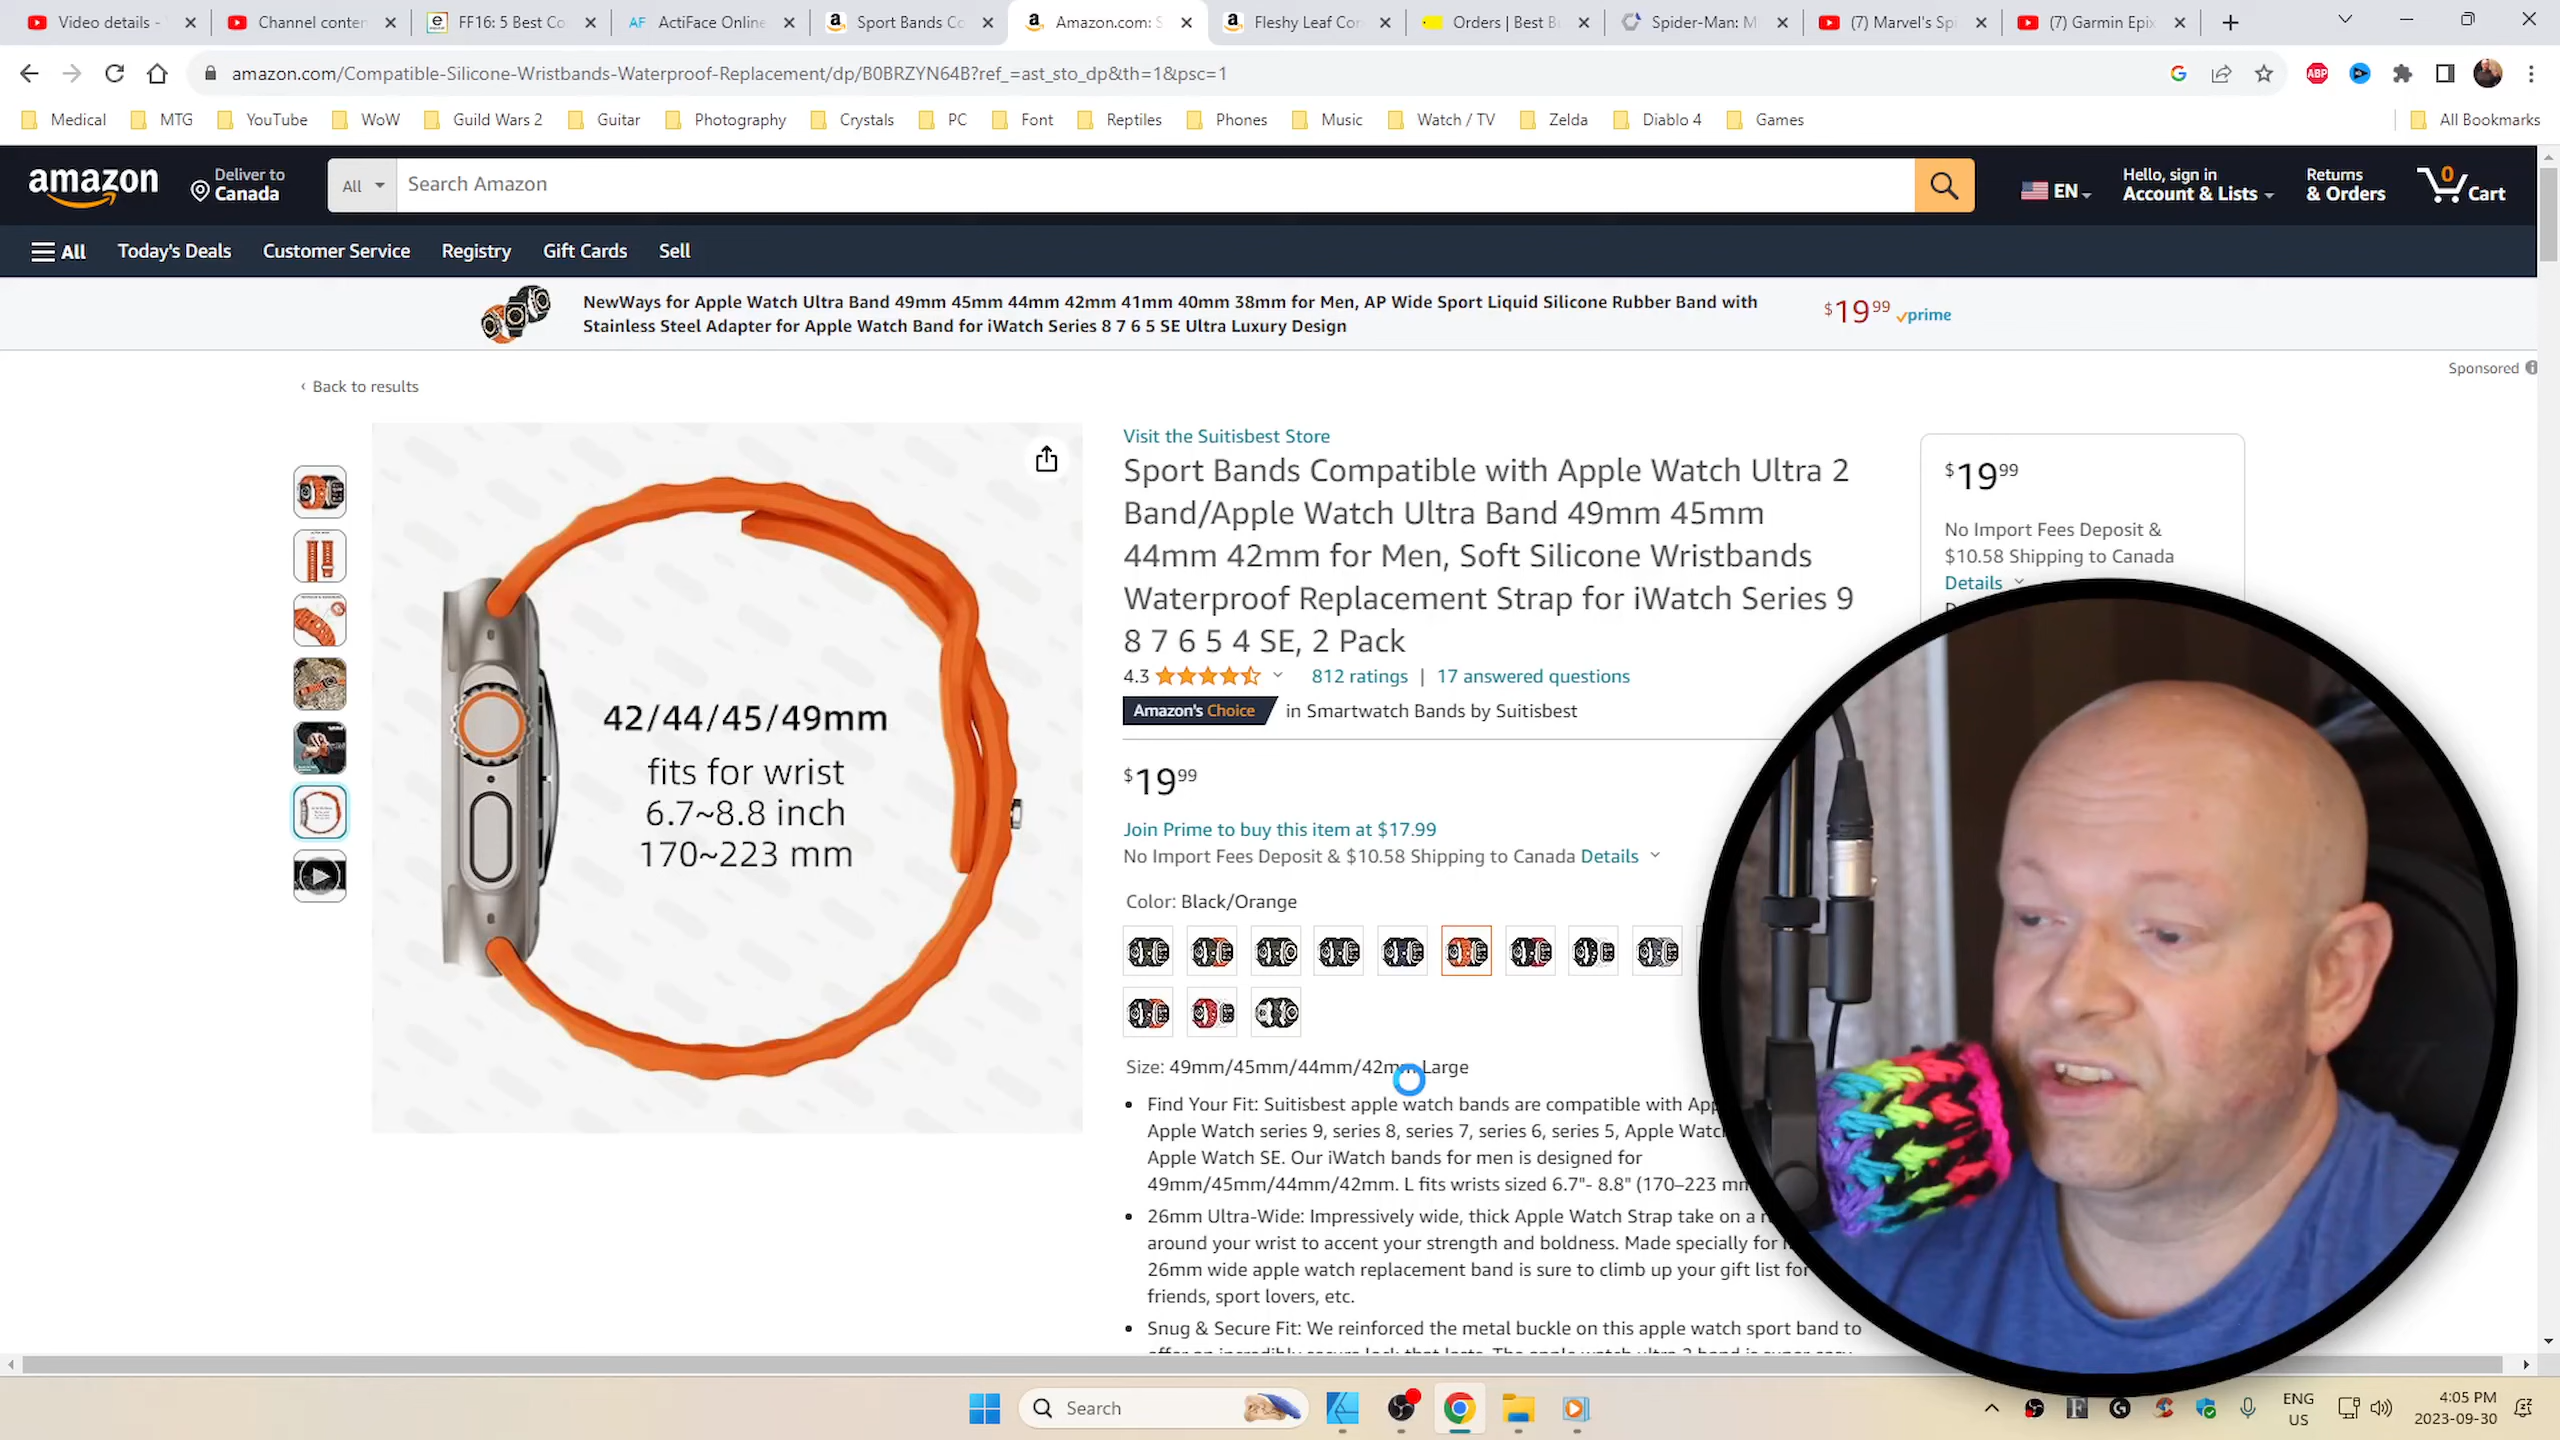 Video details -
Channel conten
FF16: 5 Best Co
ActiFace Online
Sport Bands Co
Amazon.com: S
Fleshy Leaf Con
Orders | Best B
Spider-Man: M
(7) Marvel's Sp
(7) Garmin Epix
amazon.com/Compatible-Silicone-Wristbands-Waterproof-Replacement/dp/B0BRZYN64B?ref_=ast_sto_dp&th=1&psc=1
ABP
Medical
MTG
YouTube
WoW
Guild Wars 2
Guitar
Photography
Crystals
PC
Font
Reptiles
Phones
Music
Watch / TV
Zelda
Diablo 4
Games
All Bookmarks
amazon
Deliver to
Canada
All
Search Amazon
EN
Hello, sign in
Account & Lists
Returns
& Orders
0
Cart
All
Today's Deals
Customer Service
Registry
Gift Cards
Sell
NewWays for Apple Watch Ultra Band 49mm 45mm 44mm 42mm 41mm 40mm 38mm for Men, AP Wide Sport Liquid Silicone Rubber Band with
Stainless Steel Adapter for Apple Watch Band for iWatch Series 8 7 6 5 SE Ultra Luxury Design
$19 99 prime
Sponsored
‹ Back to results
42/44/45/49mm
fits for wrist
6.7~8.8 inch
170~223 mm
Visit the Suitisbest Store
Sport Bands Compatible with Apple Watch Ultra 2
Band/Apple Watch Ultra Band 49mm 45mm
44mm 42mm for Men, Soft Silicone Wristbands
Waterproof Replacement Strap for iWatch Series 9
8 7 6 5 4 SE, 2 Pack
4.3
812 ratings | 17 answered questions
Amazon's Choice in Smartwatch Bands by Suitisbest
$19 99
Join Prime to buy this item at $17.99
No Import Fees Deposit & $10.58 Shipping to Canada Details
Color: Black/Orange
Size: 49mm/45mm/44mm/42mm Large
• Find Your Fit: Suitisbest apple watch bands are compatible with App
Apple Watch series 9, series 8, series 7, series 6, series 5, Apple Watc
Apple Watch SE. Our iWatch bands for men is designed for
49mm/45mm/44mm/42mm. L fits wrists sized 6.7"- 8.8" (170–223 mm
• 26mm Ultra-Wide: Impressively wide, thick Apple Watch Strap take on a
around your wrist to accent your strength and boldness. Made specially for
26mm wide apple watch replacement band is sure to climb up your gift list for
friends, sport lovers, etc.
• Snug & Secure Fit: We reinforced the metal buckle on this apple watch sport band to
$19 99
No Import Fees Deposit &
$10.58 Shipping to Canada
Details
Search
ENG
US
4:05 PM
2023-09-30